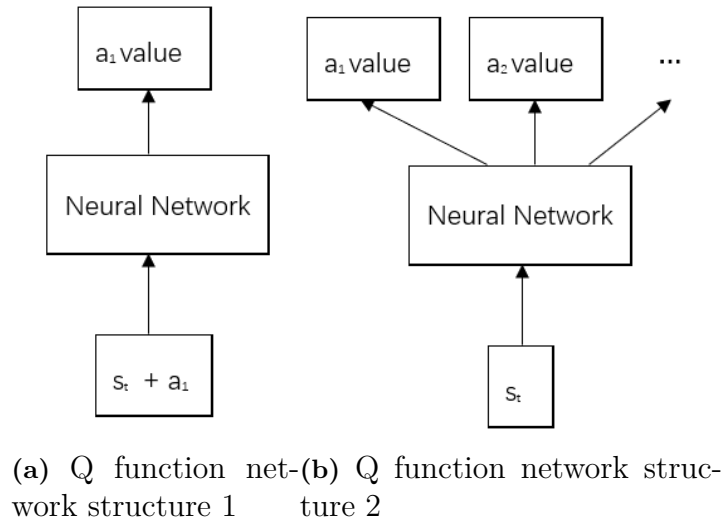 a₁ value
Neural Network
sₜ + a₁
a₁ value
a₂ value
...
Neural Network
sₜ
(a) Q function net-
work structure 1
(b) Q function network struc-
ture 2